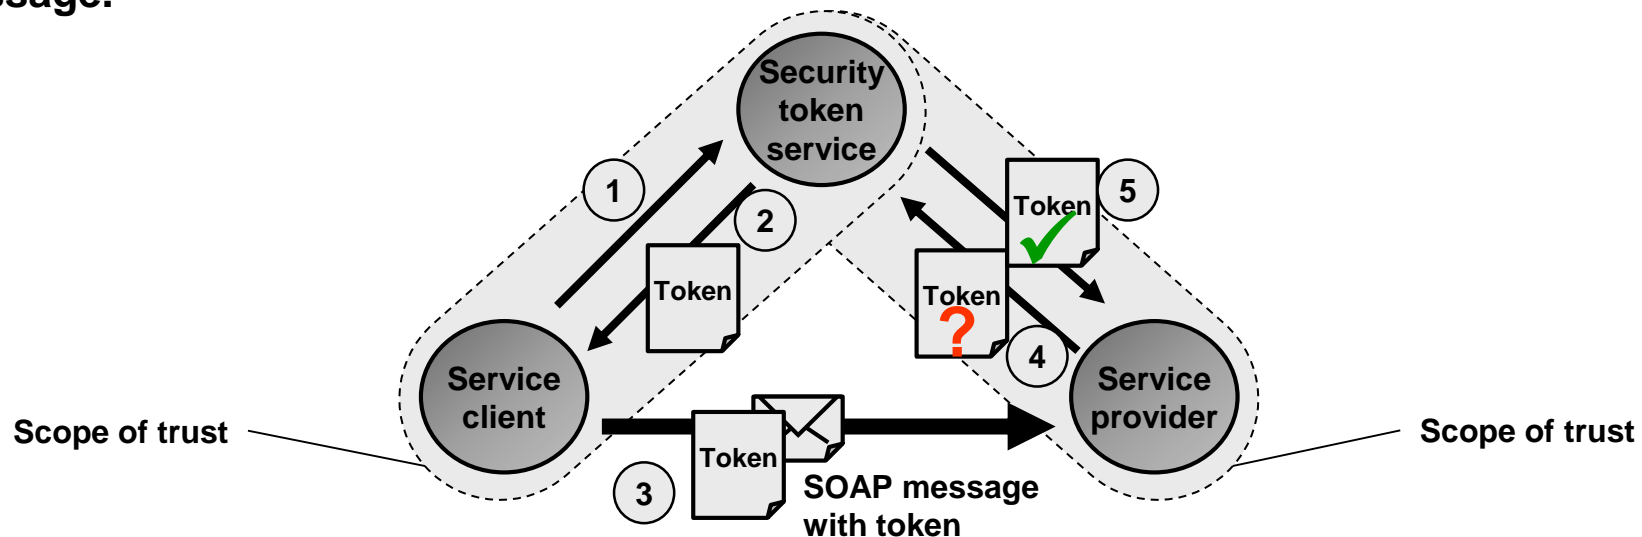 Security
token
service
1
2
5
Token
Token
Token
?
4
Service
client
Service
provider
Scope of trust
Scope of trust
Token
3
SOAP message
with token